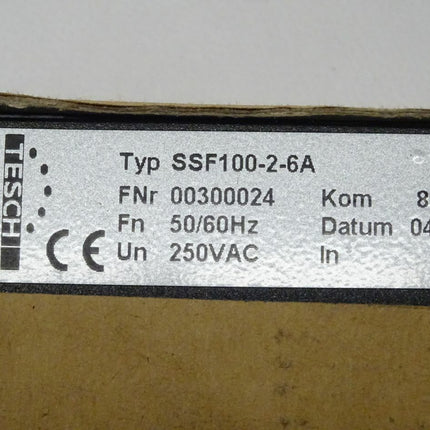 TESCH
Typ SSF100-2-6A
FNr 00300024 Kom 8
Fn 50/60Hz Datum 04
Un 250VAC In
CE